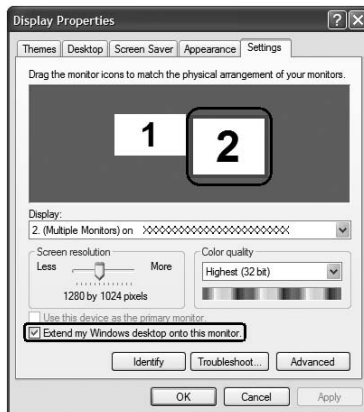 Display Properties
Themes Desktop Screen Saver Appearance Settings
Drag the monitor icons to match the physical arrangement of your monitors.
1 2
Display:
2. (Multiple Monitors) on XXXXXXXXXXXXXXXXXXXXXX
Screen resolution
Less More
1280 by 1024 pixels
Color quality
Highest (32 bit)
Use this device as the primary monitor.
Extend my Windows desktop onto this monitor.
Identify Troubleshoot... Advanced
OK Cancel Apply